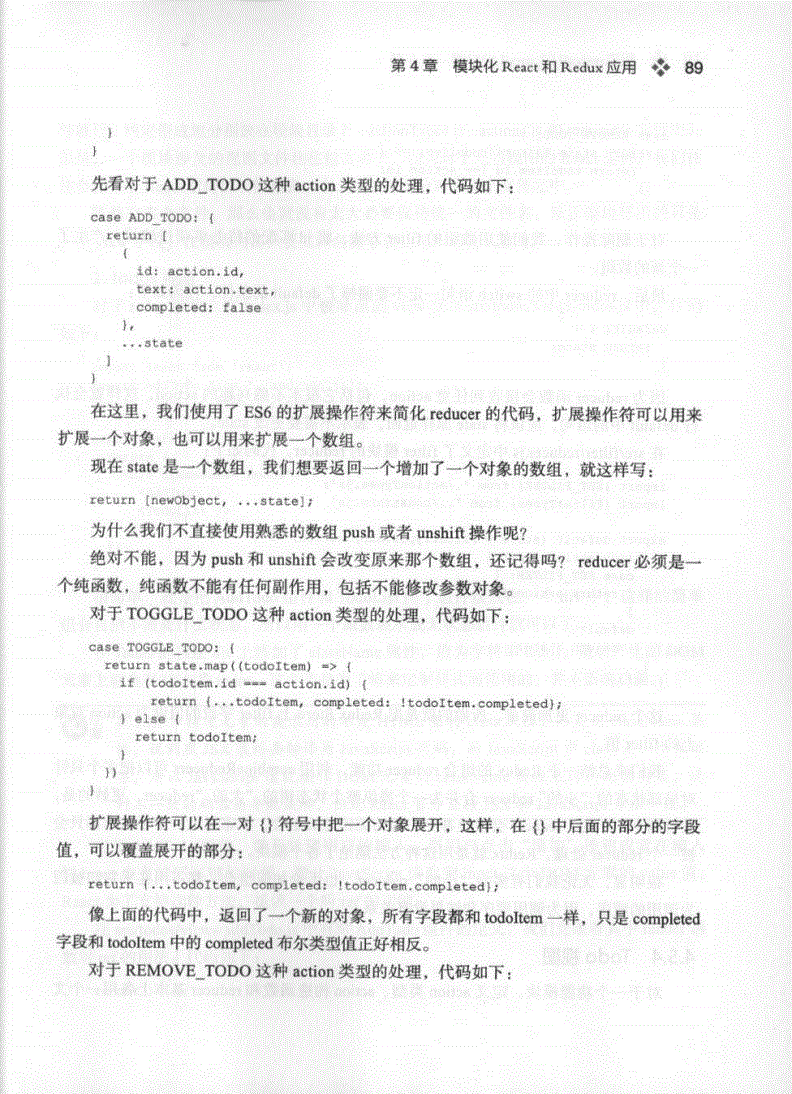 第 4 章 模块化 React 和 Redux 应用 89
}
}
先看对于 ADD_TODO 这种 action 类型的处理，代码如下：
case ADD_TODO: {
return [
{
id: action.id,
text: action.text,
completed: false
},
...state
]
}
在这里，我们使用了 ES6 的扩展操作符来简化 reducer 的代码，扩展操作符可以用来
扩展一个对象，也可以用来扩展一个数组。
现在 state 是一个数组，我们想要返回一个增加了一个对象的数组，就这样写：
return [newObject, ...state];
为什么我们不直接使用熟悉的数组 push 或者 unshift 操作呢？
绝对不能，因为 push 和 unshift 会改变原来那个数组，还记得吗？ reducer 必须是一
个纯函数，纯函数不能有任何副作用，包括不能修改参数对象。
对于 TOGGLE_TODO 这种 action 类型的处理，代码如下：
case TOGGLE_TODO: {
return state.map((todoItem) => {
if (todoItem.id === action.id) {
return {...todoItem, completed: !todoItem.completed};
} else {
return todoItem;
}
})
}
扩展操作符可以在一对 {} 符号中把一个对象展开，这样，在 {} 中后面的部分的字段
值，可以覆盖展开的部分：
return {...todoItem, completed: !todoItem.completed};
像上面的代码中，返回了一个新的对象，所有字段都和 todoItem 一样，只是 completed
字段和 todoItem 中的 completed 布尔类型值正好相反。
对于 REMOVE_TODO 这种 action 类型的处理，代码如下：